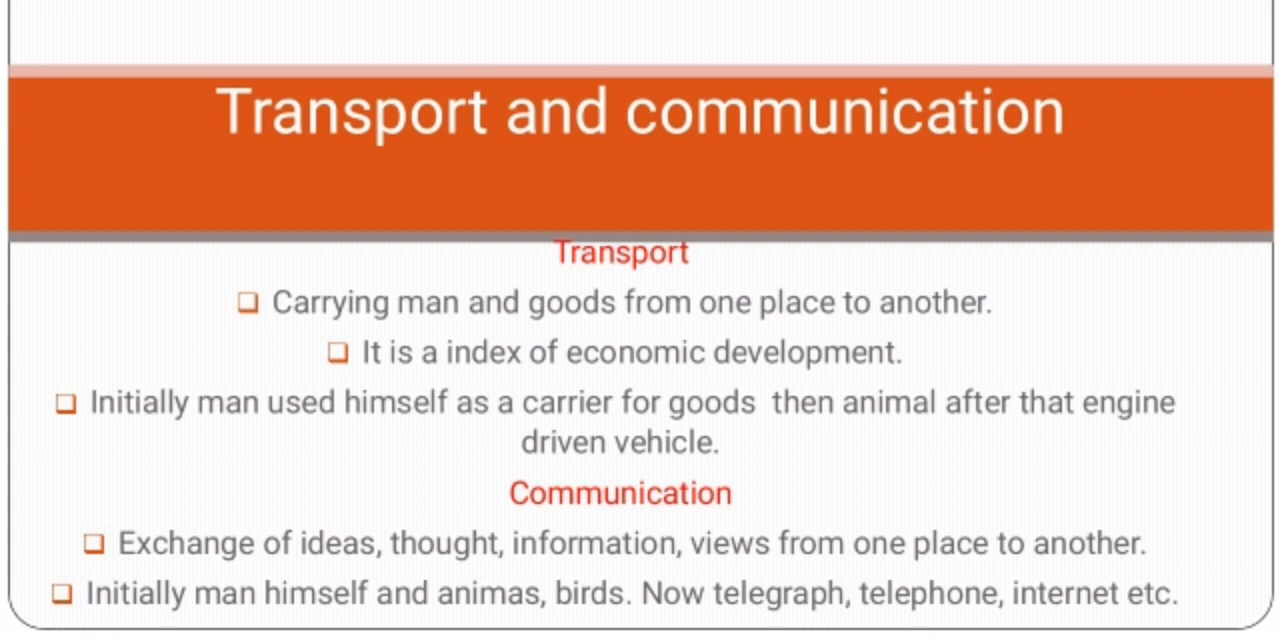 Transport and communication
Transport
❑ Carrying man and goods from one place to another.
❑ It is a index of economic development.
❑ Initially man used himself as a carrier for goods  then animal after that engine
driven vehicle.
Communication
❑ Exchange of ideas, thought, information, views from one place to another.
❑ Initially man himself and animas, birds. Now telegraph, telephone, internet etc.